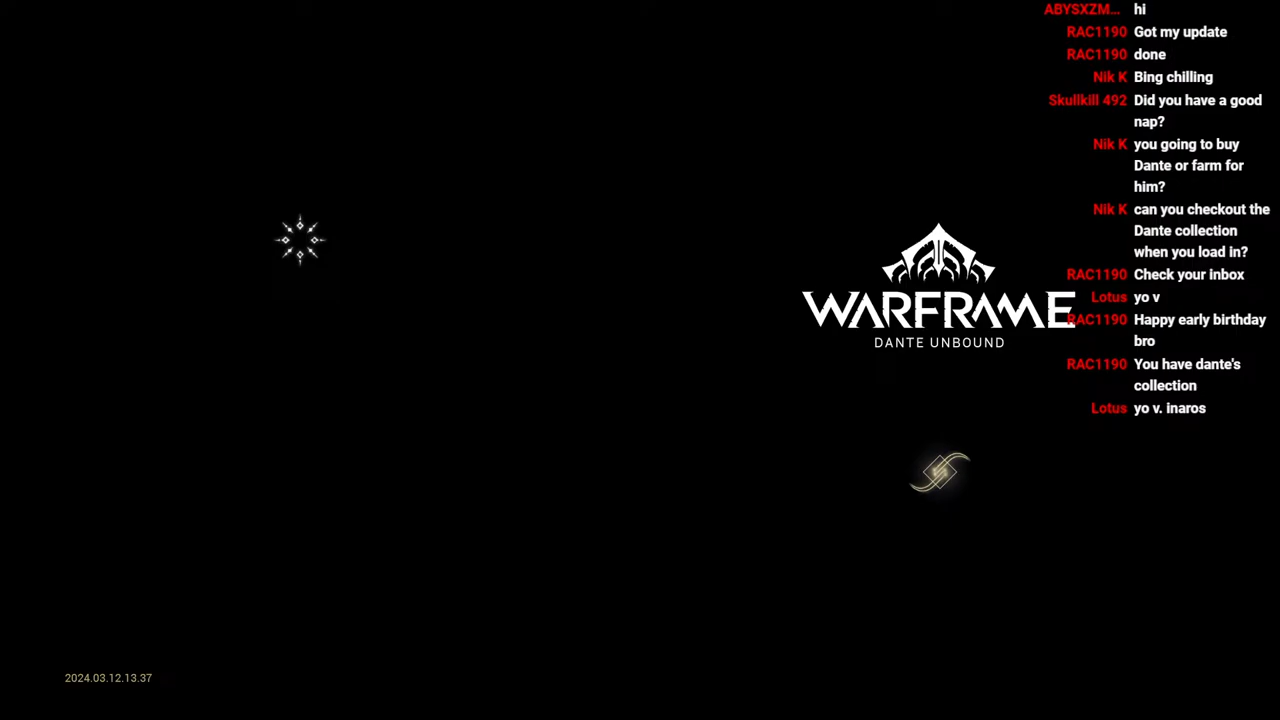 ABYSXZM... hi
RAC1190 Got my update
RAC1190 done
Nik K Bing chilling
Skullkill 492 Did you have a good
nap?
Nik K you going to buy
Dante or farm for
him?
Nik K can you checkout the
Dante collection
when you load in?
RAC1190 Check your inbox
Lotus yo v
RAC1190 Happy early birthday
bro
RAC1190 You have dante's
collection
Lotus yo v. inaros
WARFRAME
DANTE UNBOUND
2024.03.12.13.37